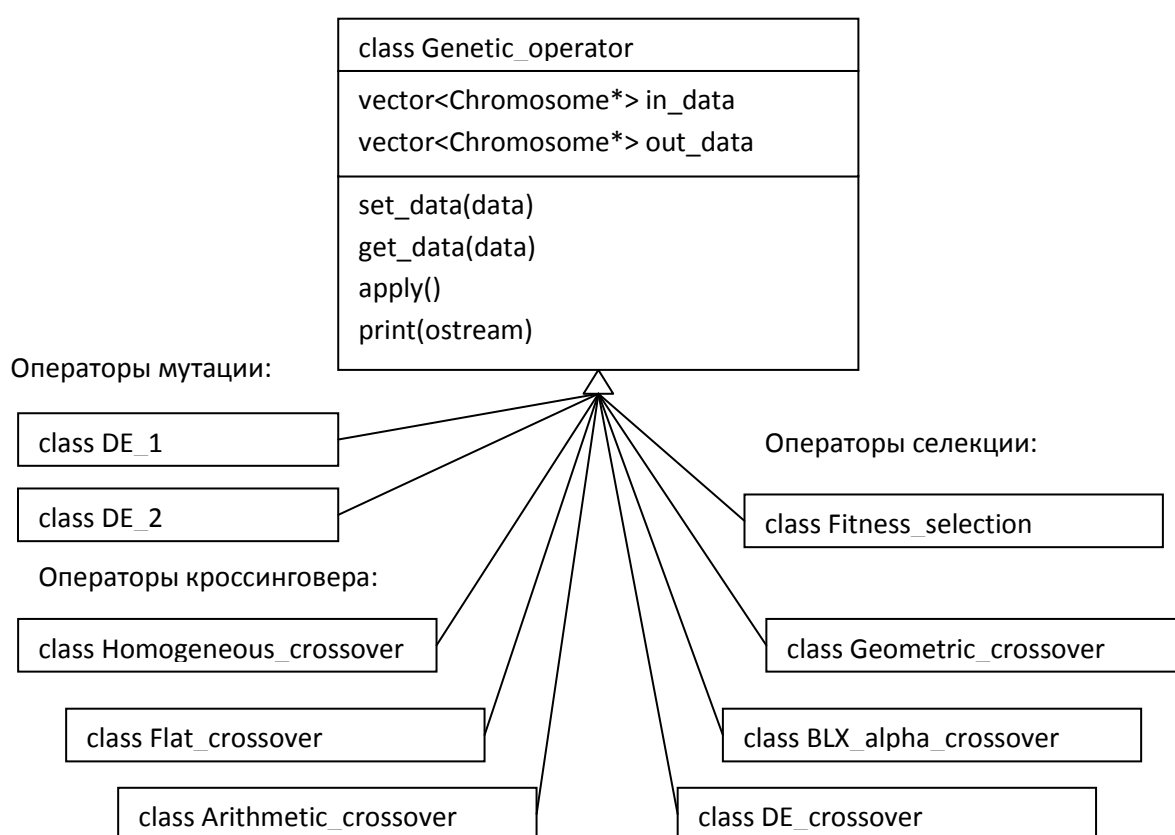 class Genetic_operator
vector<Chromosome*> in_data
vector<Chromosome*> out_data
set_data(data)
get_data(data)
apply()
print(ostream)
Операторы мутации:
class DE_1
class DE_2
Операторы селекции:
class Fitness_selection
Операторы кроссинговера:
class Homogeneous_crossover
class Geometric_crossover
class Flat_crossover
class BLX_alpha_crossover
class Arithmetic_crossover
class DE_crossover